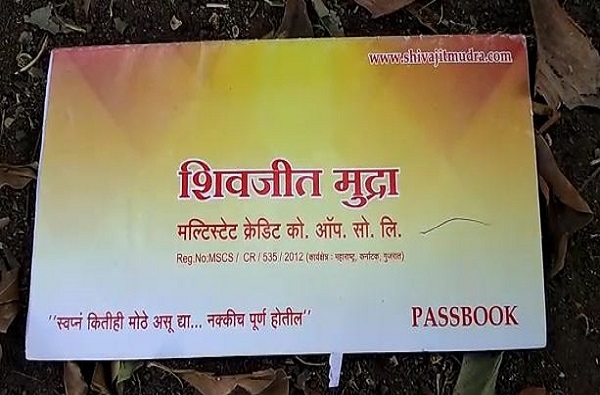 www.shivajitmudra.com
शिवजीत मुद्रा
मल्टिस्टेट क्रेडिट को. ऑप. सो. लि.
Reg.No:MSCS / CR / 535 / 2012 (कार्यक्षेत्र : महाराष्ट्र, कर्नाटक, गुजरात)
"स्वप्नं कितीही मोठे असू द्या... नक्कीच पूर्ण होतील"
PASSBOOK